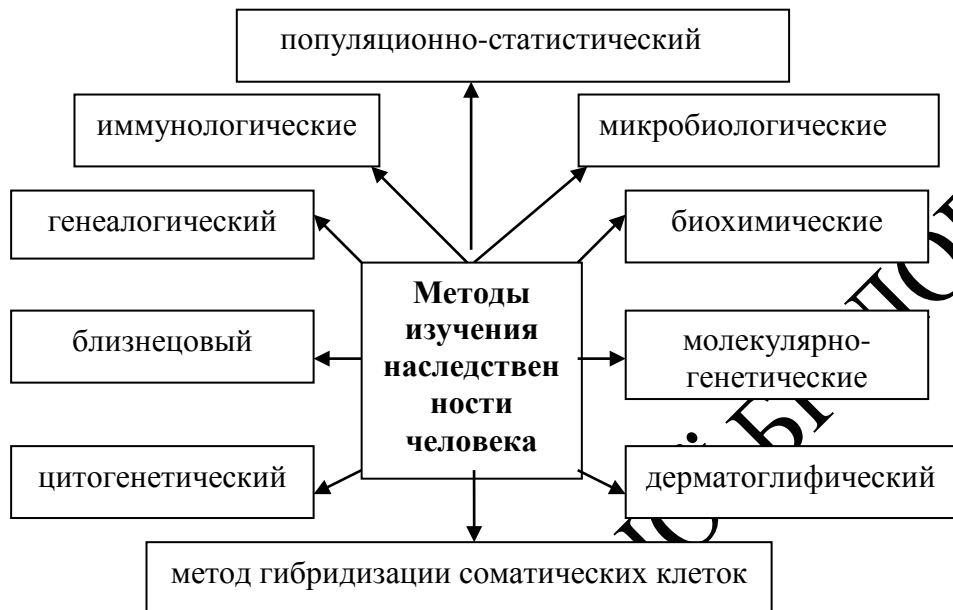 популяционно-статистический
иммунологические
микробиологические
генеалогический
биохимические
Методы
изучения
наследствен
ности
человека
близнецовый
молекулярно-
генетические
цитогенетический
дерматоглифический
метод гибридизации соматических клеток